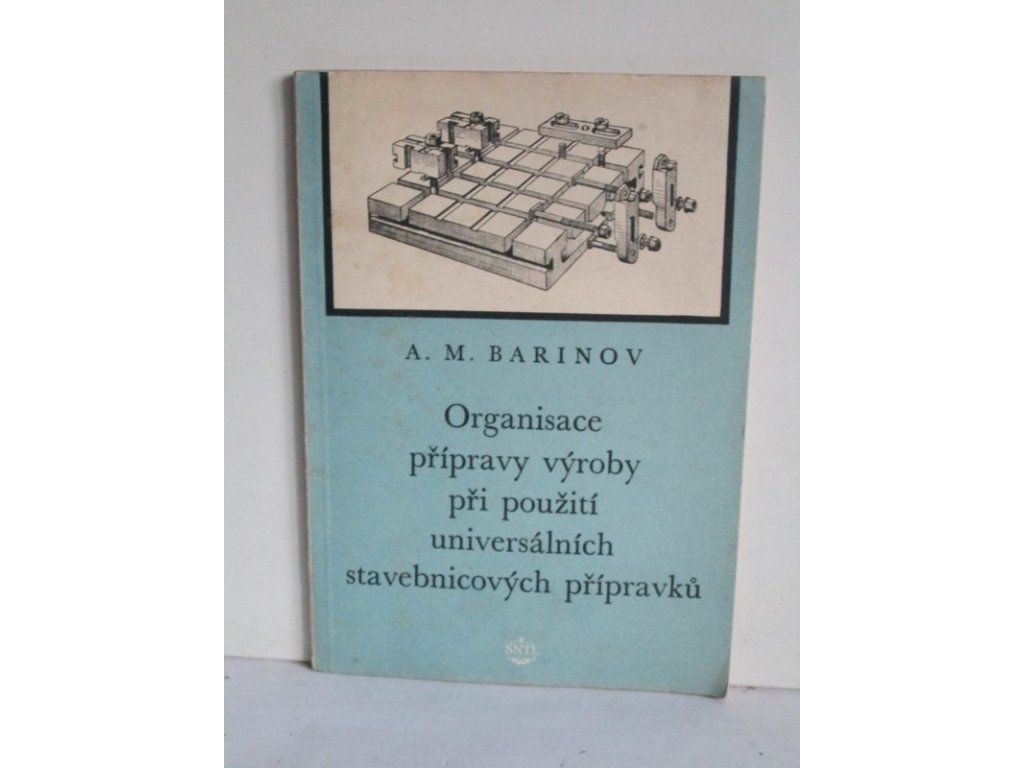 A. M. BARINOV
Organisace
přípravy výroby
při použití
universálních
stavebnicových přípravků
SNTL